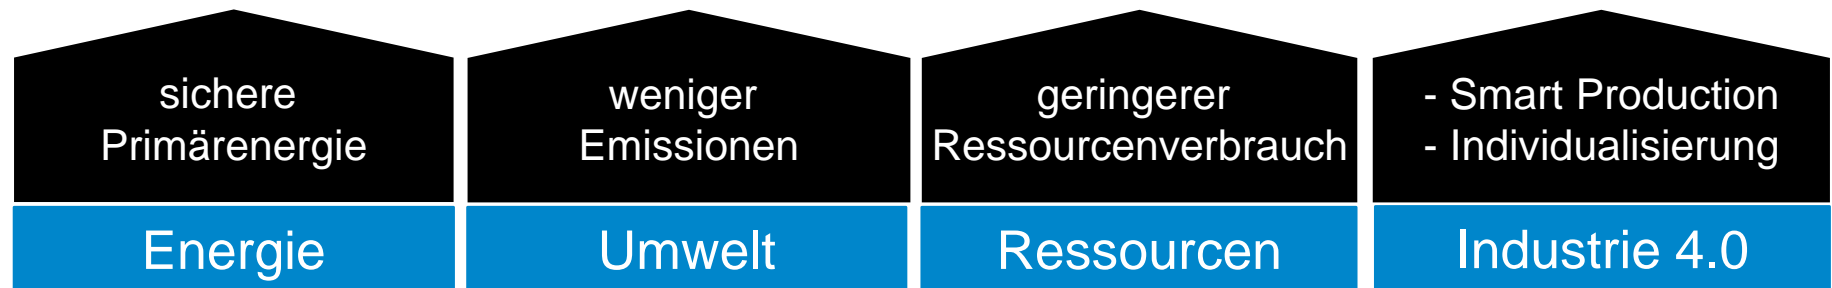 sichere
Primärenergie
weniger
Emissionen
geringerer
Ressourcenverbrauch
- Smart Production
- Individualisierung
Energie
Umwelt
Ressourcen
Industrie 4.0